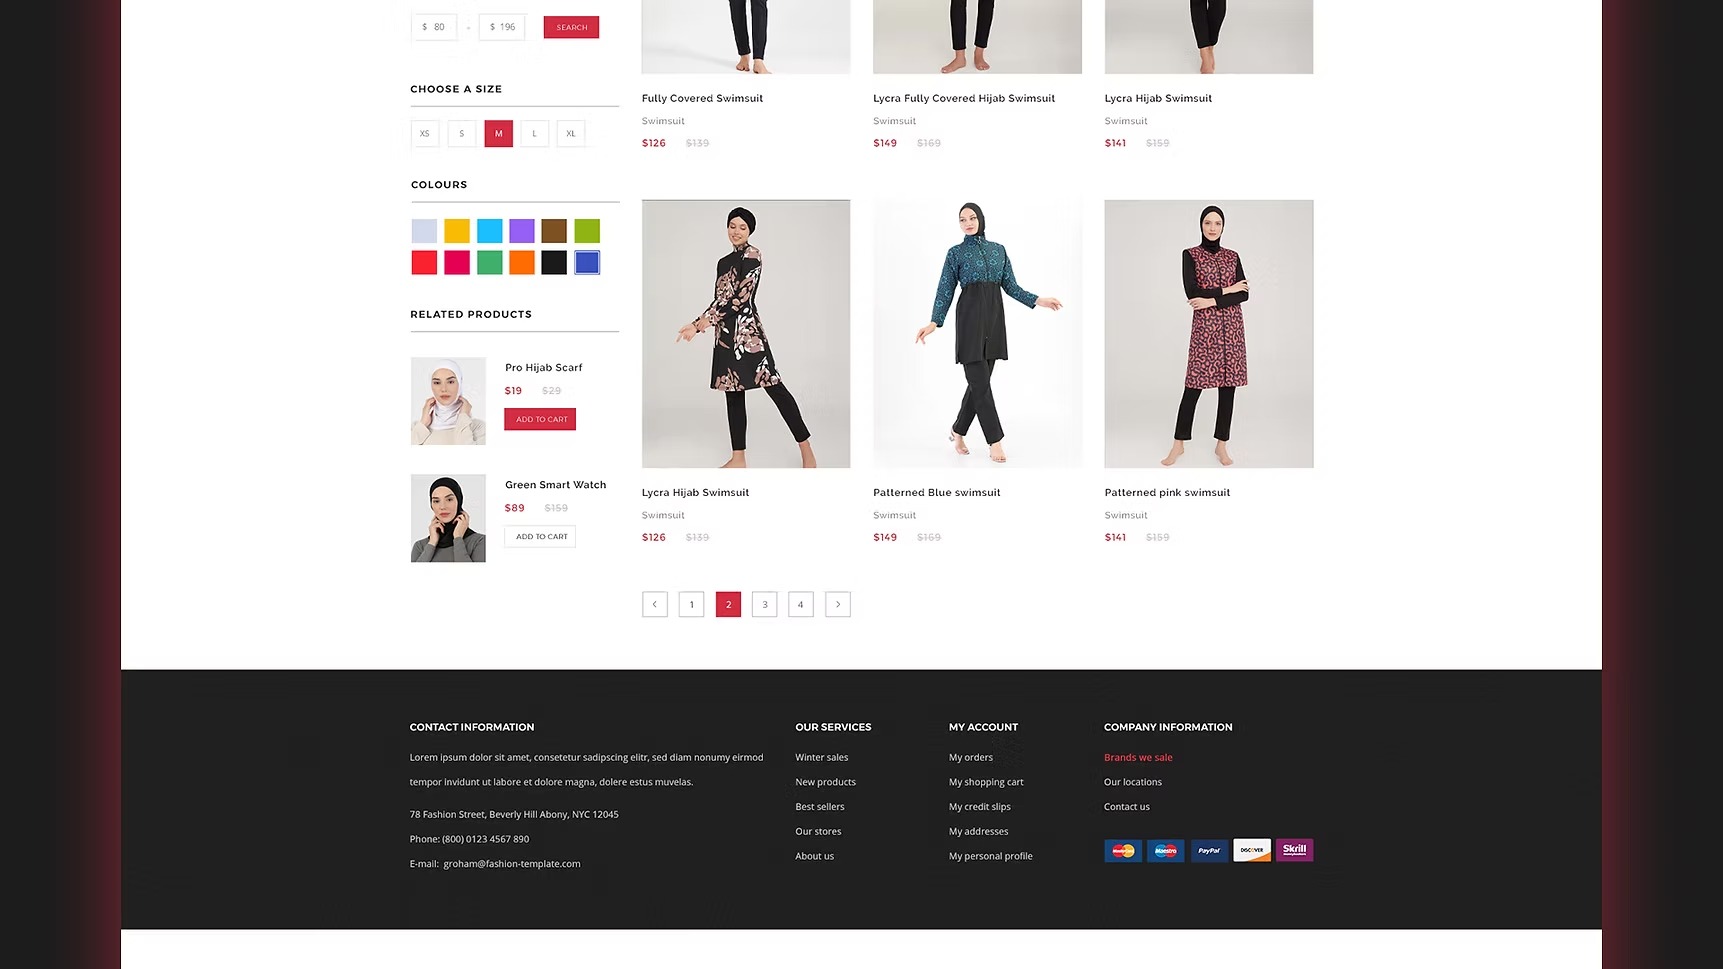 $ 80 - $ 196 SEARCH
CHOOSE A SIZE
XS S M L XL
COLOURS
RELATED PRODUCTS
Pro Hijab Scarf
$19 $29
ADD TO CART
Green Smart Watch
$89 $159
ADD TO CART
Fully Covered Swimsuit
Swimsuit
$126 $139
Lycra Fully Covered Hijab Swimsuit
Swimsuit
$149 $169
Lycra Hijab Swimsuit
Swimsuit
$141 $159
Lycra Hijab Swimsuit
Swimsuit
$126 $139
Patterned Blue swimsuit
Swimsuit
$149 $169
Patterned pink swimsuit
Swimsuit
$141 $159
< 1 2 3 4 >
CONTACT INFORMATION
Lorem ipsum dolor sit amet, consetetur sadipscing elitr, sed diam nonumy eirmod
tempor invidunt ut labore et dolore magna, dolere estus muvelas.
78 Fashion Street, Beverly Hill Abony, NYC 12045
Phone: (800) 0123 4567 890
E-mail: groham@fashion-template.com
OUR SERVICES
Winter sales
New products
Best sellers
Our stores
About us
MY ACCOUNT
My orders
My shopping cart
My credit slips
My addresses
My personal profile
COMPANY INFORMATION
Brands we sale
Our locations
Contact us
MasterCard Maestro PayPal DISCOVER Skrill